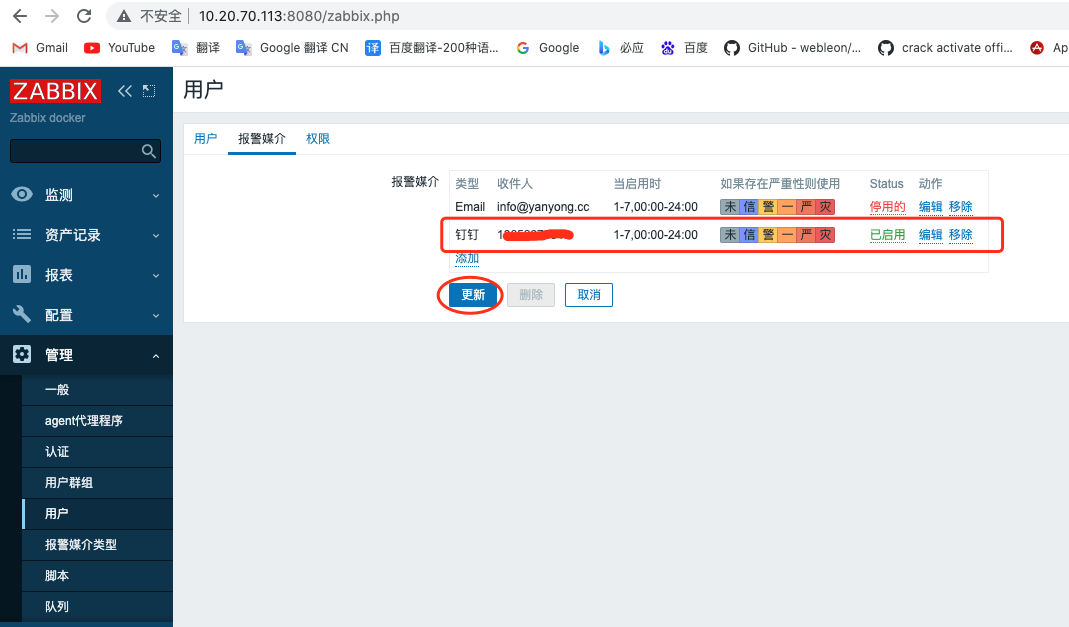 不安全 10.20.70.113:8080/zabbix.php
Gmail YouTube 翻译 Google 翻译 CN 百度翻译-200种语... Google 必应 百度 GitHub - webleon/... crack activate offi... Ap
ZABBIX
Zabbix docker
监测
资产记录
报表
配置
管理
一般
agent代理程序
认证
用户群组
用户
报警媒介类型
脚本
队列
用户
用户 报警媒介 权限
报警媒介
类型 收件人 当启用时 如果存在严重性则使用 Status 动作
Email info@yanyong.cc 1-7,00:00-24:00 未 信 警 一 严 灾 停用的 编辑 移除
钉钉 1-7,00:00-24:00 未 信 警 一 严 灾 已启用 编辑 移除
添加
更新 删除 取消